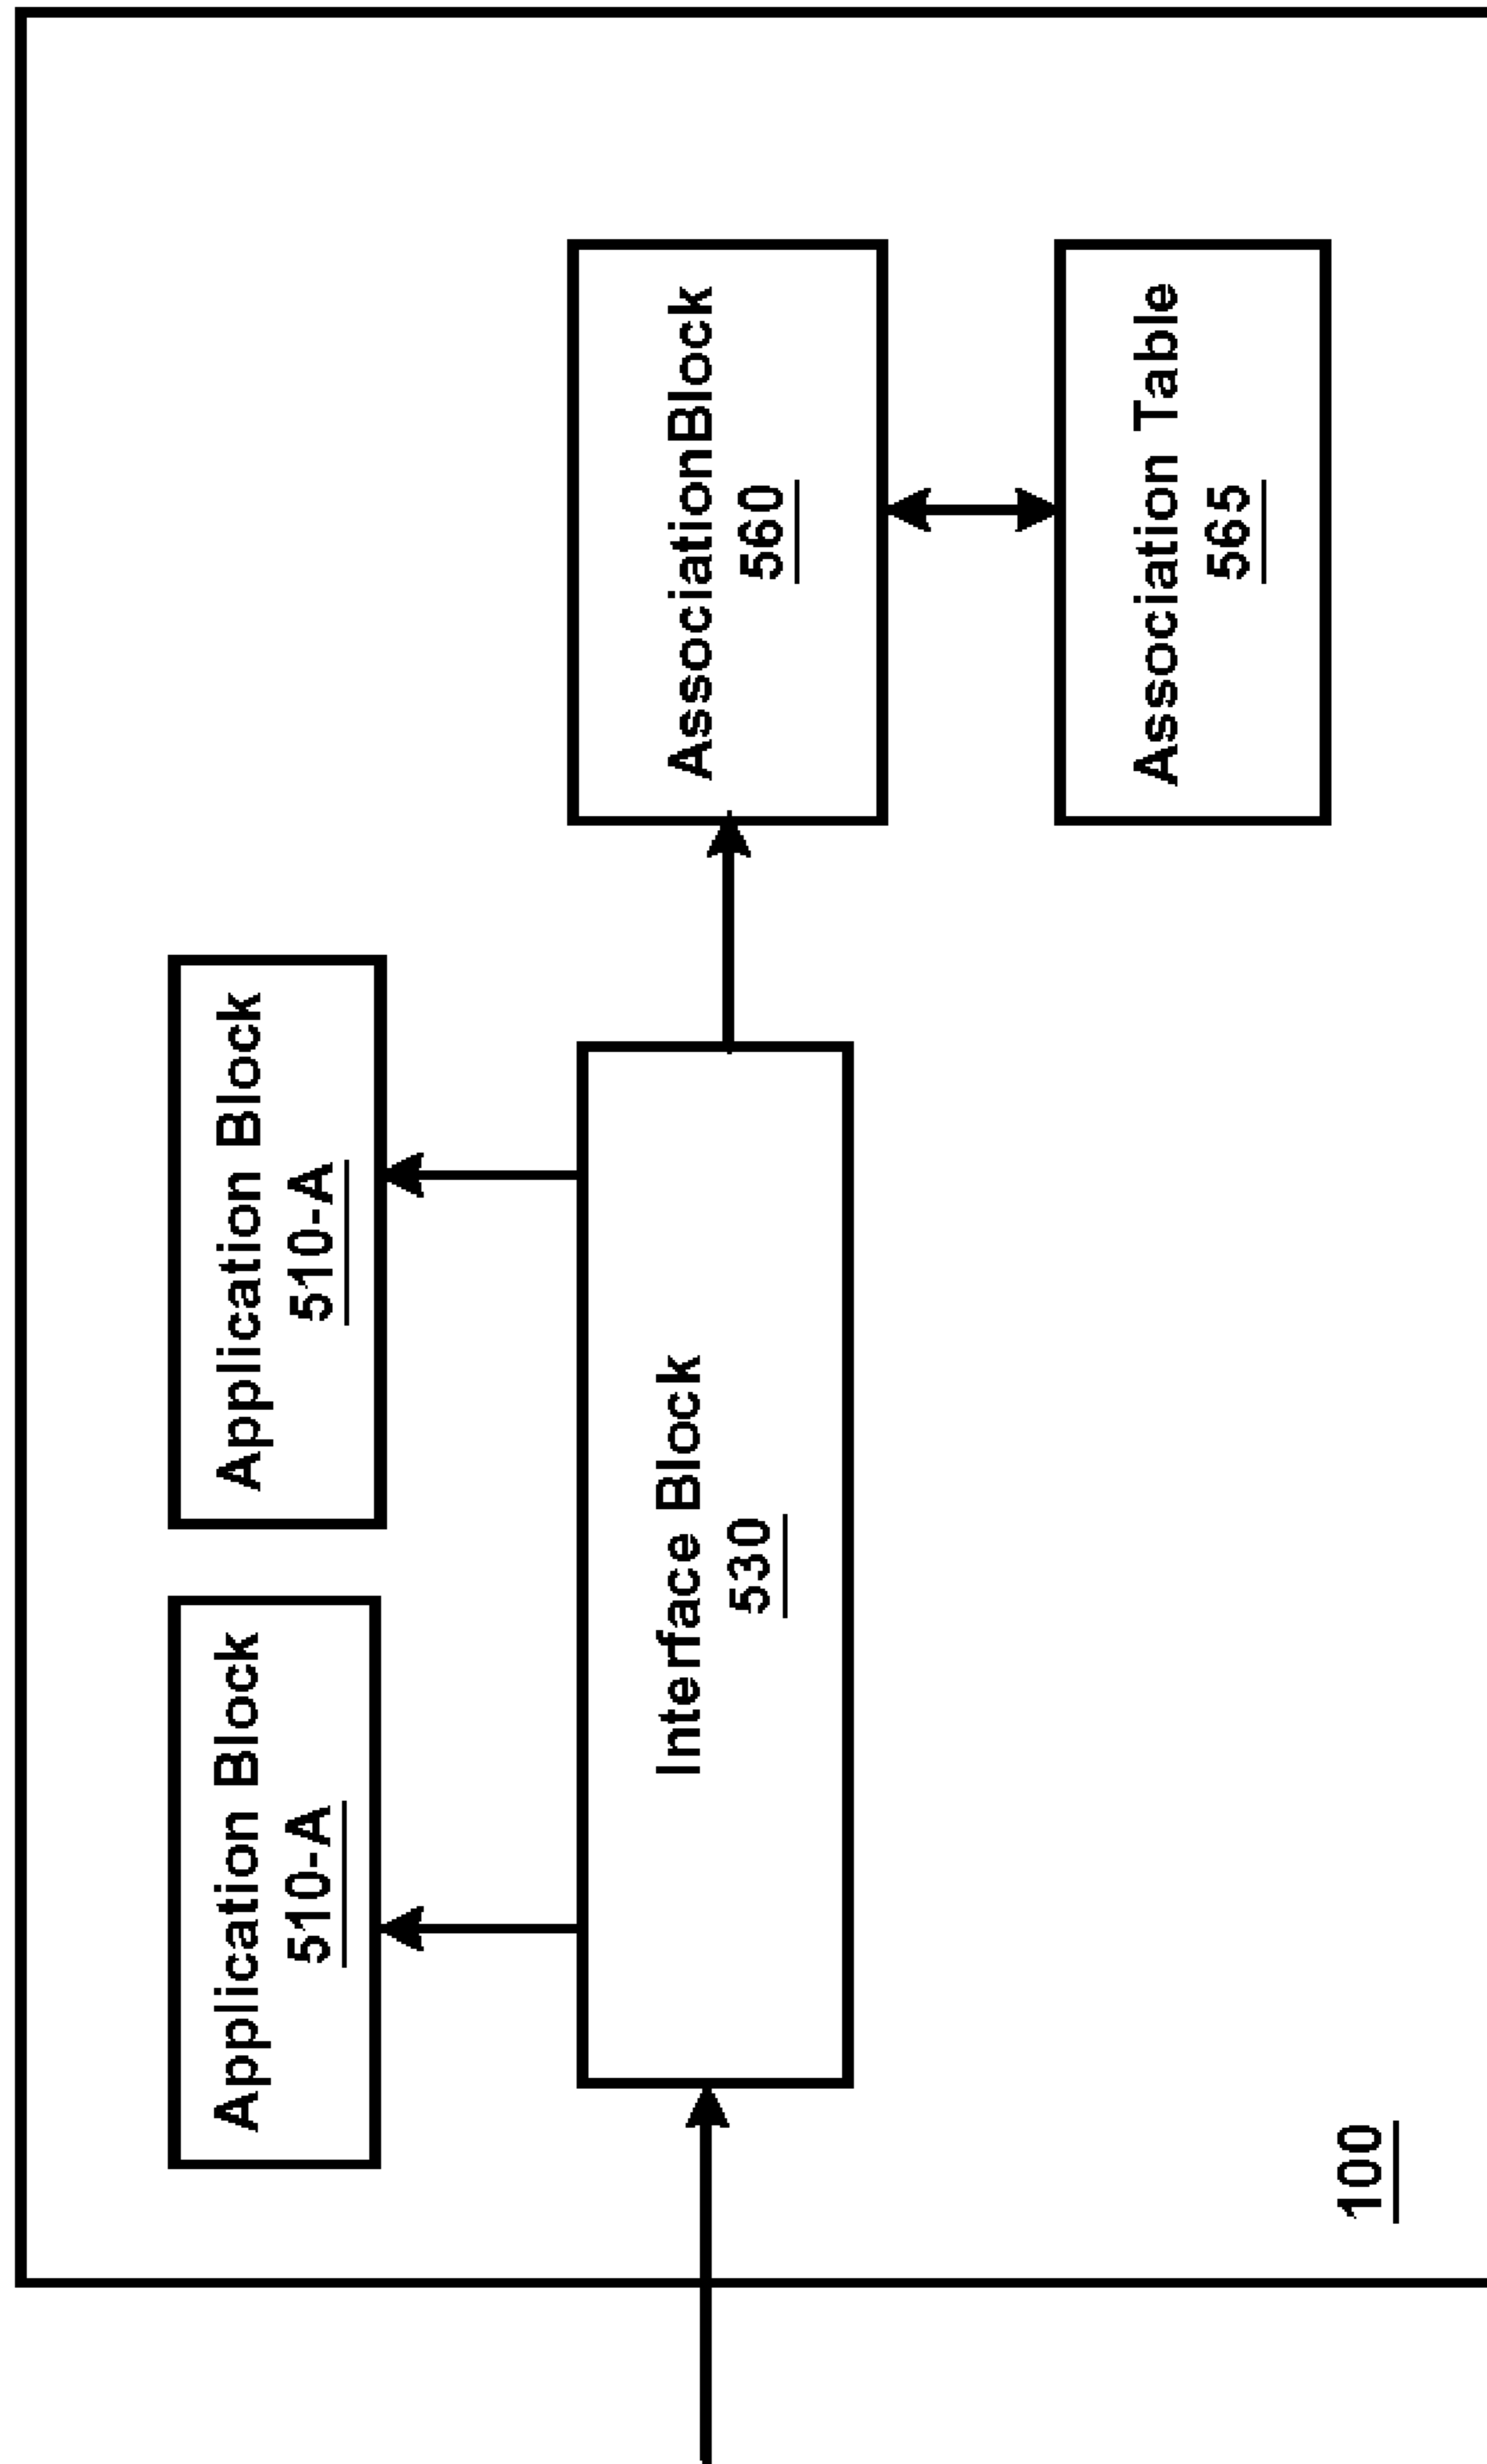 Application Block
510-A
Application Block
510-A
Interface Block
530
AssociationBlock
560
Association Table
565
100